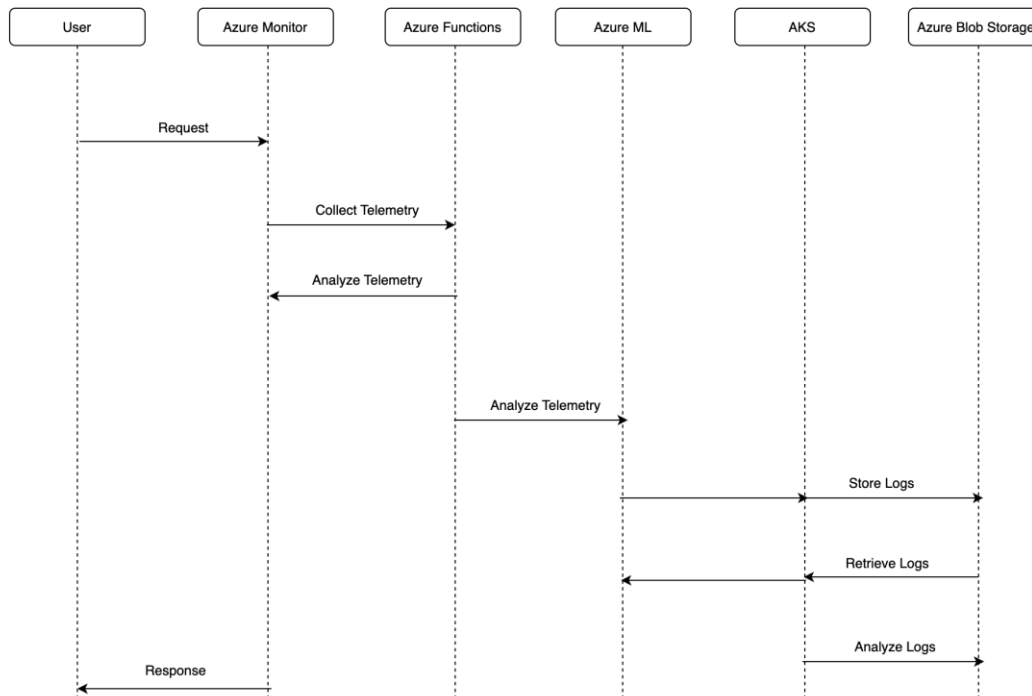 User
Azure Monitor
Azure Functions
Azure ML
AKS
Azure Blob Storage
Request
Collect Telemetry
Analyze Telemetry
Analyze Telemetry
Store Logs
Retrieve Logs
Analyze Logs
Response